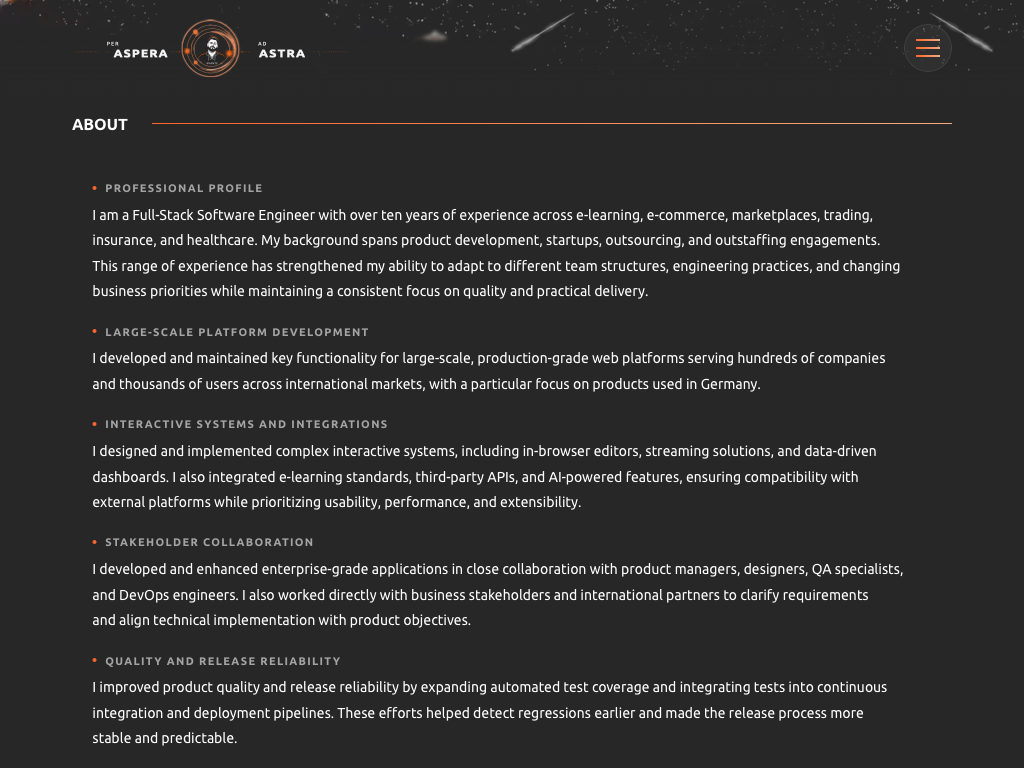 PER
ASPERA
AD
ASTRA
ABOUT
PROFESSIONAL PROFILE
I am a Full-Stack Software Engineer with over ten years of experience across e-learning, e-commerce, marketplaces, trading,
insurance, and healthcare. My background spans product development, startups, outsourcing, and outstaffing engagements.
This range of experience has strengthened my ability to adapt to different team structures, engineering practices, and changing
business priorities while maintaining a consistent focus on quality and practical delivery.
LARGE-SCALE PLATFORM DEVELOPMENT
I developed and maintained key functionality for large-scale, production-grade web platforms serving hundreds of companies
and thousands of users across international markets, with a particular focus on products used in Germany.
INTERACTIVE SYSTEMS AND INTEGRATIONS
I designed and implemented complex interactive systems, including in-browser editors, streaming solutions, and data-driven
dashboards. I also integrated e-learning standards, third-party APIs, and AI-powered features, ensuring compatibility with
external platforms while prioritizing usability, performance, and extensibility.
STAKEHOLDER COLLABORATION
I developed and enhanced enterprise-grade applications in close collaboration with product managers, designers, QA specialists,
and DevOps engineers. I also worked directly with business stakeholders and international partners to clarify requirements
and align technical implementation with product objectives.
QUALITY AND RELEASE RELIABILITY
I improved product quality and release reliability by expanding automated test coverage and integrating tests into continuous
integration and deployment pipelines. These efforts helped detect regressions earlier and made the release process more
stable and predictable.